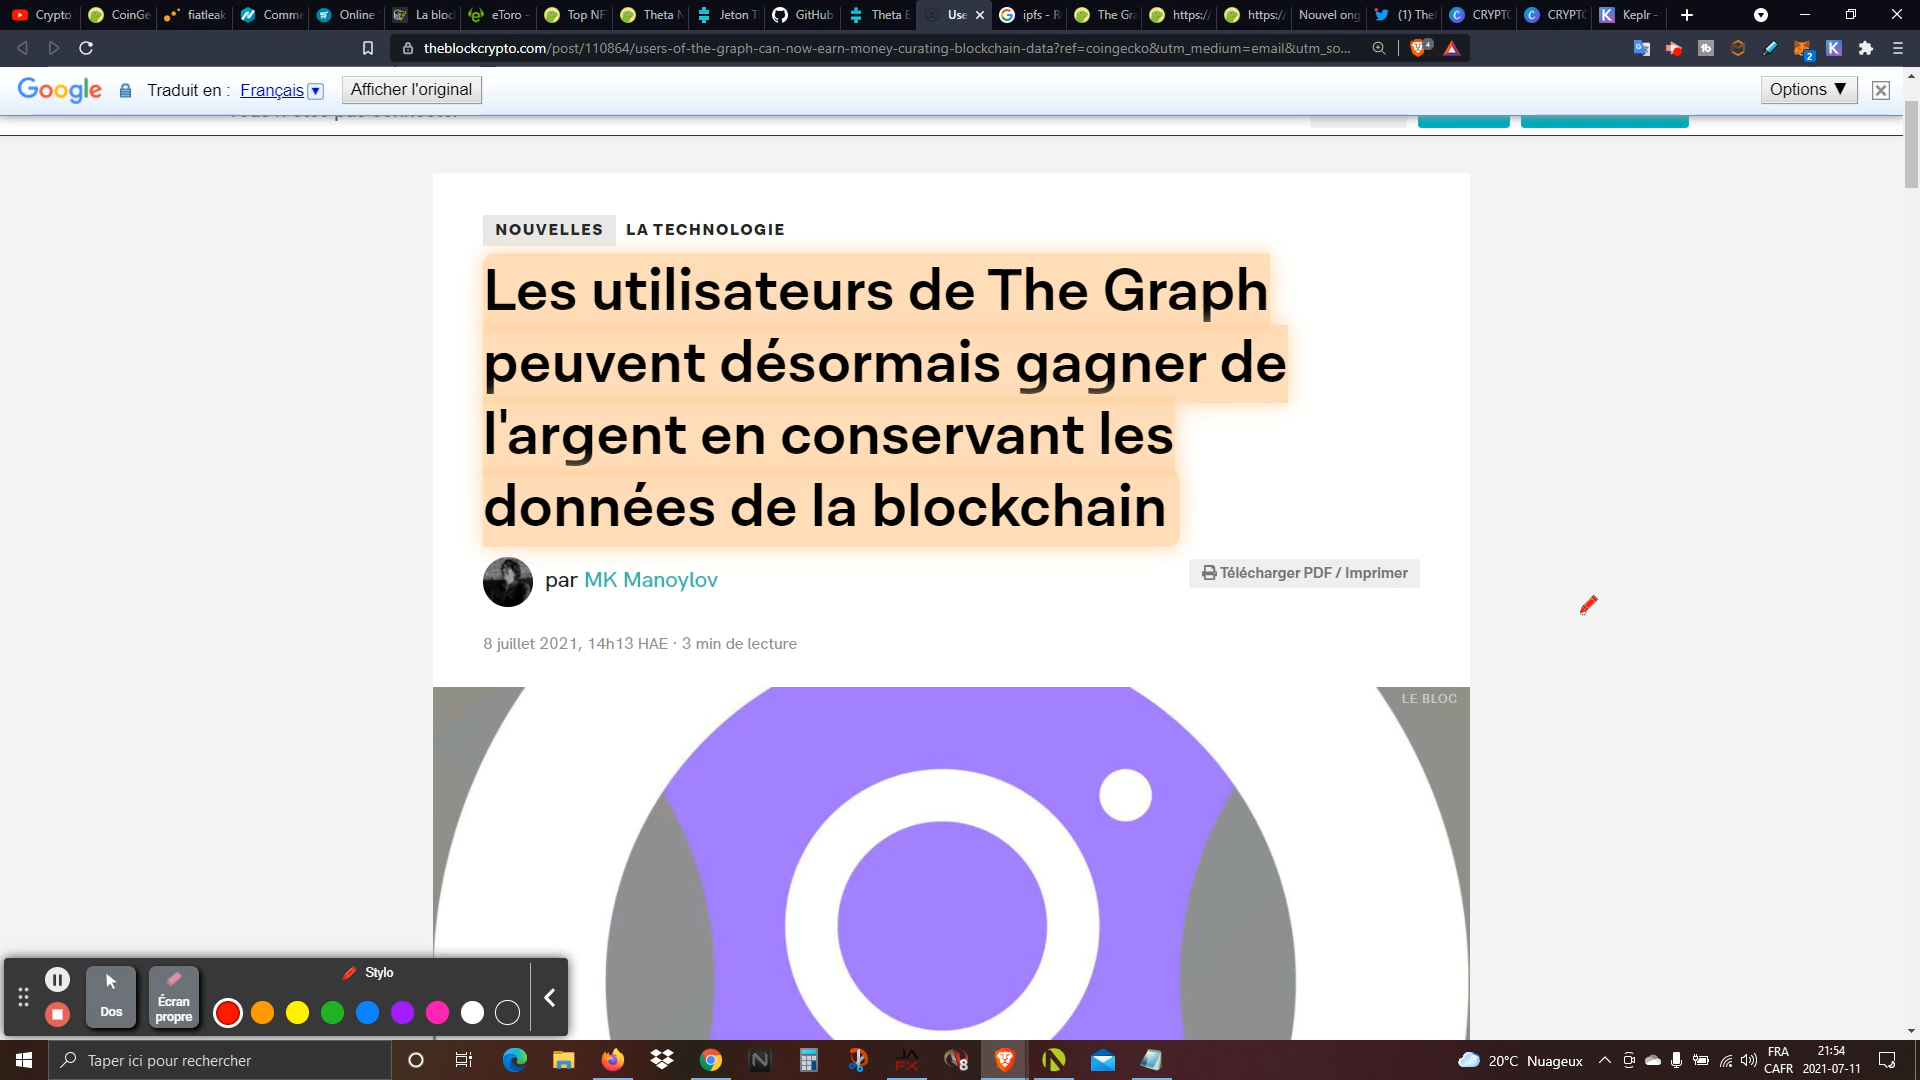 Crypto
CoinGe
fiatleak
Comme
Online
La bloc
eToro -
Top NF
Theta N
Jeton T
GitHub
Theta E
Use
ipfs - R
The Gra
https:/
https:/
Nouvel ong
(1) The
CRYPTO
CRYPTO
Keplr -
theblockcrypto.com/post/110864/users-of-the-graph-can-now-earn-money-curating-blockchain-data?ref=coingecko&utm_medium=email&utm_so...
Google Traduit en : Français Afficher l'original Options ▼
NOUVELLES LA TECHNOLOGIE
Les utilisateurs de The Graph
peuvent désormais gagner de
l'argent en conservant les
données de la blockchain
par MK Manoylov
Télécharger PDF / Imprimer
8 juillet 2021, 14h13 HAE · 3 min de lecture
LE BLOC
Stylo
Dos
Écran
propre
Taper ici pour rechercher
20°C Nuageux
FRA
CAFR
21:54
2021-07-11